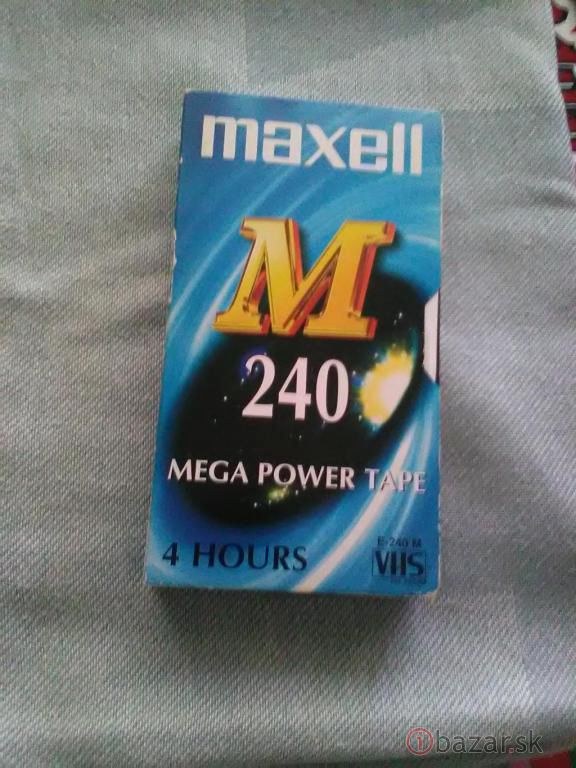 maxell
M
240
MEGA POWER TAPE
4 HOURS
E-240 M
VHS
bazar.sk